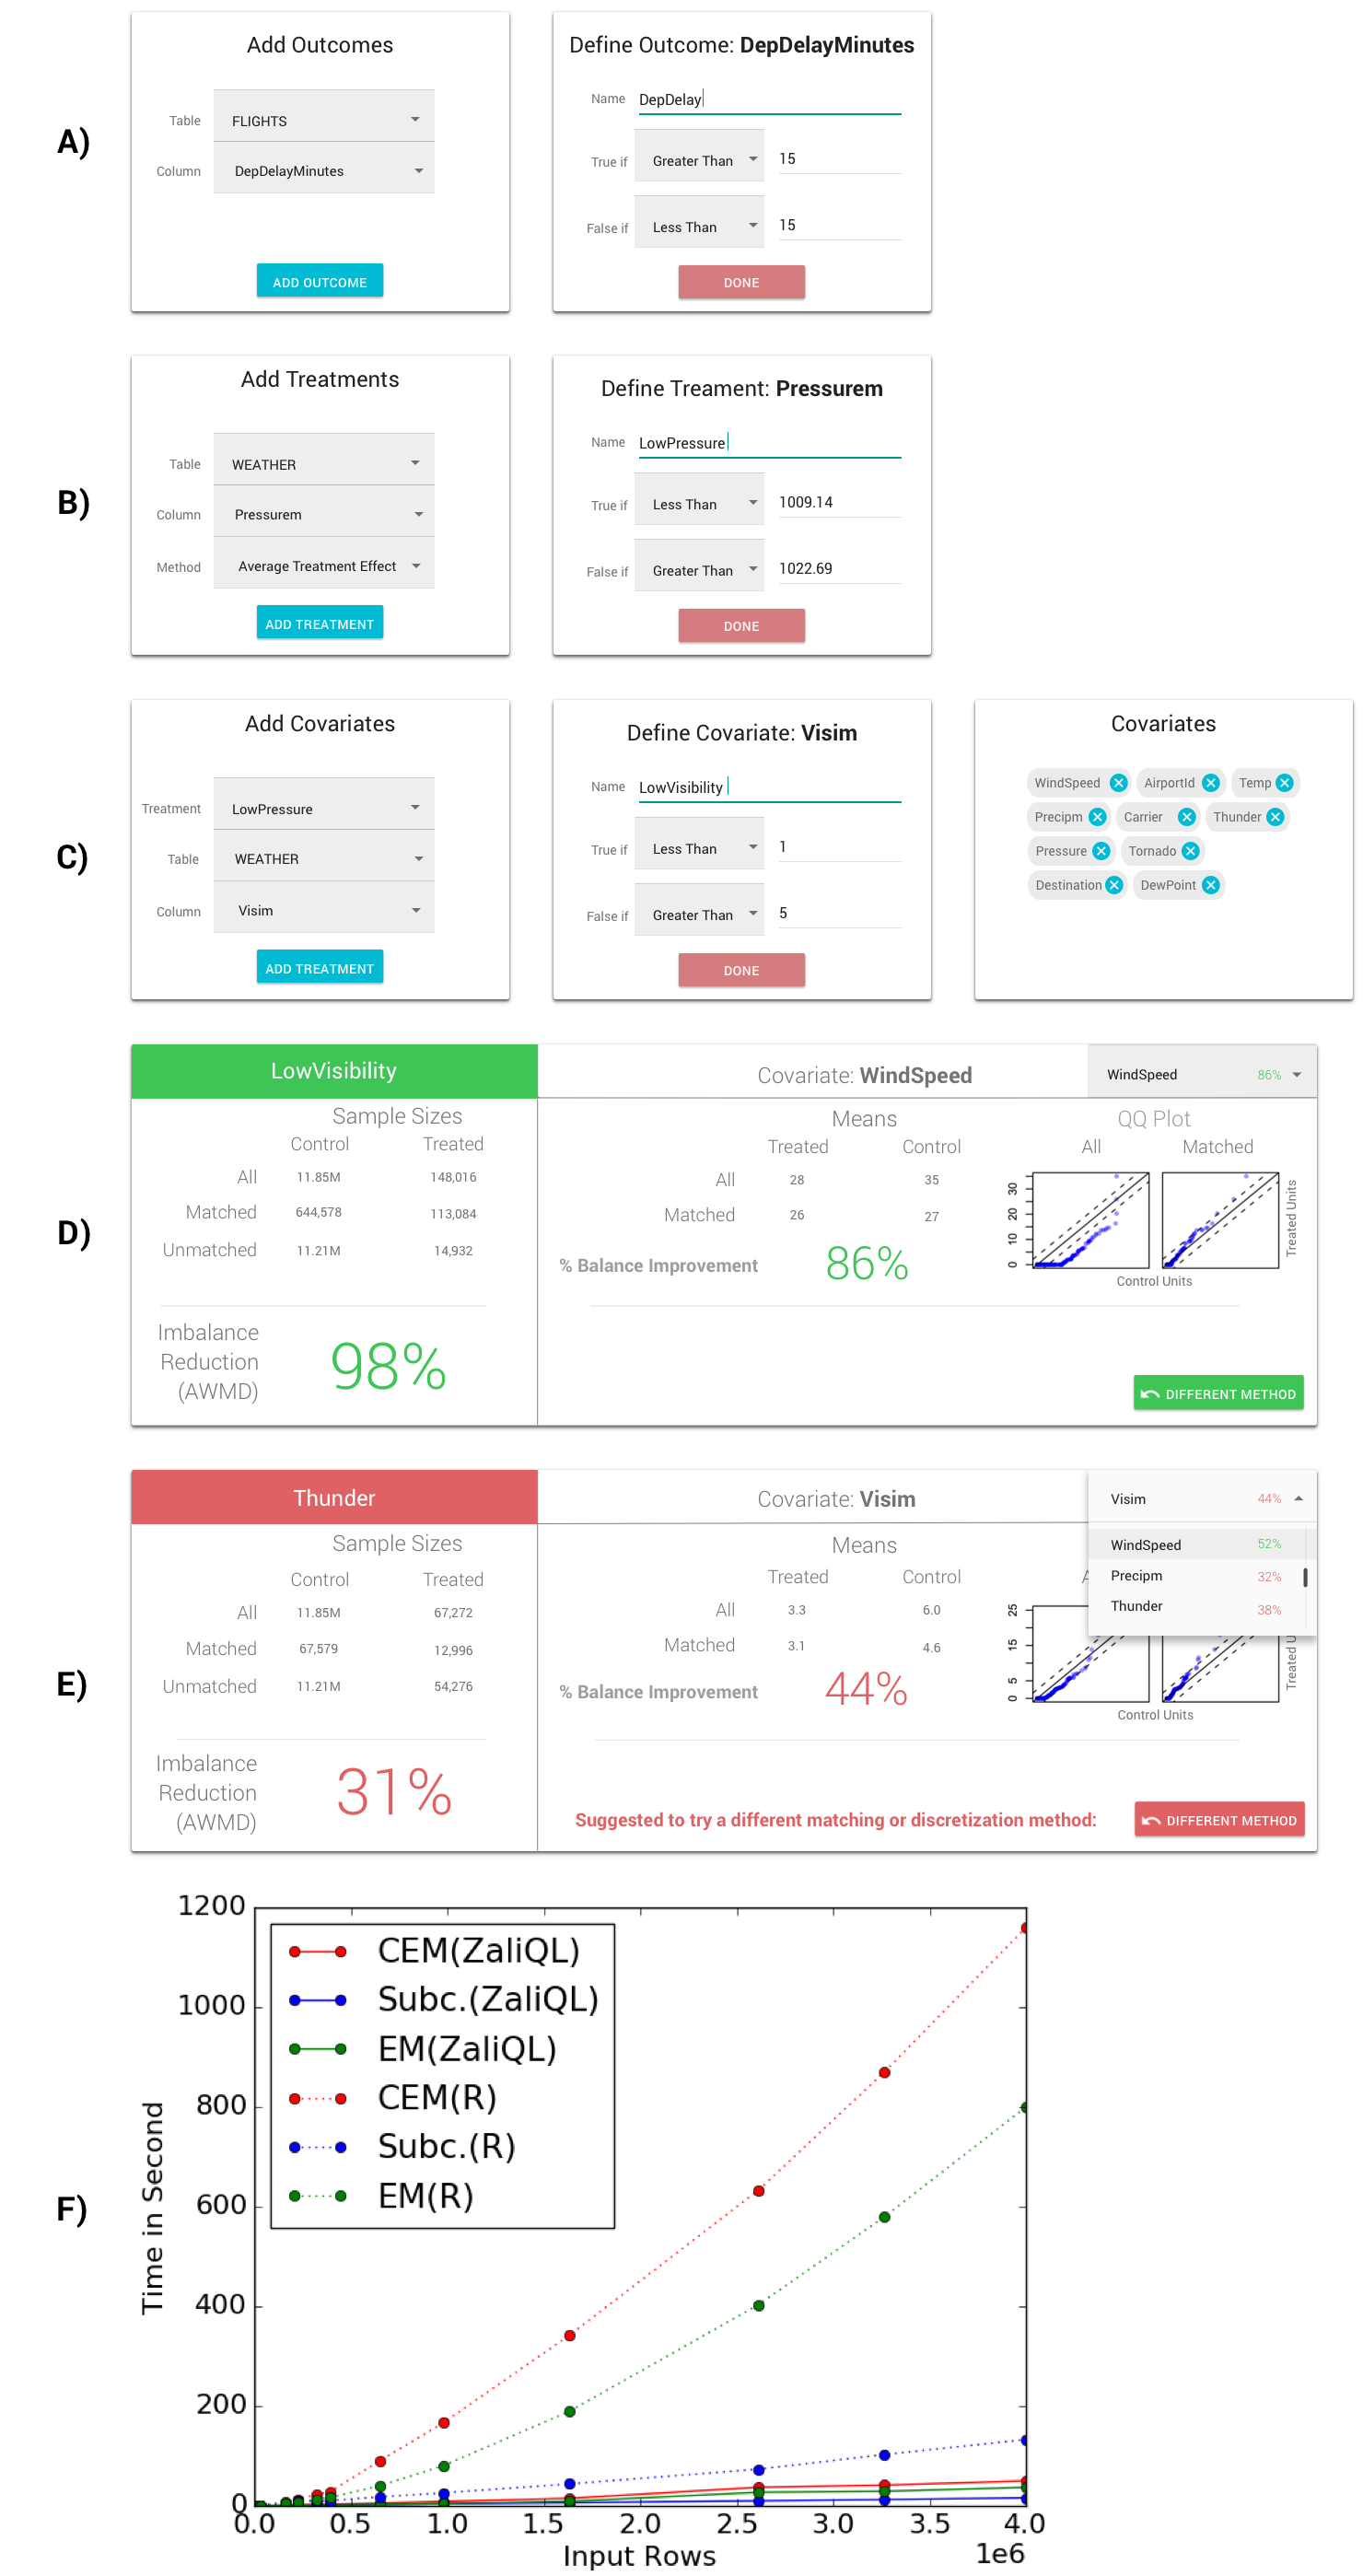 A)
Add Outcomes
Table FLIGHTS
Column DepDelayMinutes
ADD OUTCOME
Define Outcome: DepDelayMinutes
Name DepDelay
True if Greater Than 15
False if Less Than 15
DONE
B)
Add Treatments
Table WEATHER
Column Pressurem
Method Average Treatment Effect
ADD TREATMENT
Define Treament: Pressurem
Name LowPressure
True if Less Than 1009.14
False if Greater Than 1022.69
DONE
C)
Add Covariates
Treatment LowPressure
Table WEATHER
Column Visim
ADD TREATMENT
Define Covariate: Visim
Name LowVisibility
True if Less Than 1
False if Greater Than 5
DONE
Covariates
WindSpeed AirportId Temp
Precipm Carrier Thunder
Pressure Tornado
Destination DewPoint
D)
LowVisibility
Sample Sizes
Control Treated
All 11.85M 148,016
Matched 644,578 113,084
Unmatched 11.21M 14,932
Imbalance
Reduction
(AWMD)
98%
Covariate: WindSpeed
WindSpeed 86%
Means
Treated Control
All 28 35
Matched 26 27
% Balance Improvement 86%
QQ Plot
All Matched
0 10 20 30
Treated Units
Control Units
DIFFERENT METHOD
E)
Thunder
Sample Sizes
Control Treated
All 11.85M 67,272
Matched 67,579 12,996
Unmatched 11.21M 54,276
Imbalance
Reduction
(AWMD)
31%
Covariate: Visim
Visim 44%
WindSpeed 52%
Precipm 32%
Thunder 38%
Means
Treated Control
All 3.3 6.0
Matched 3.1 4.6
% Balance Improvement 44%
A
0 5 15 25
Treated U
Control Units
Suggested to try a different matching or discretization method:
DIFFERENT METHOD
F)
1200
1000
800
600
400
200
0
Time in Second
CEM(ZaliQL)
Subc.(ZaliQL)
EM(ZaliQL)
CEM(R)
Subc.(R)
EM(R)
0.0 0.5 1.0 1.5 2.0 2.5 3.0 3.5 4.0
1e6
Input Rows